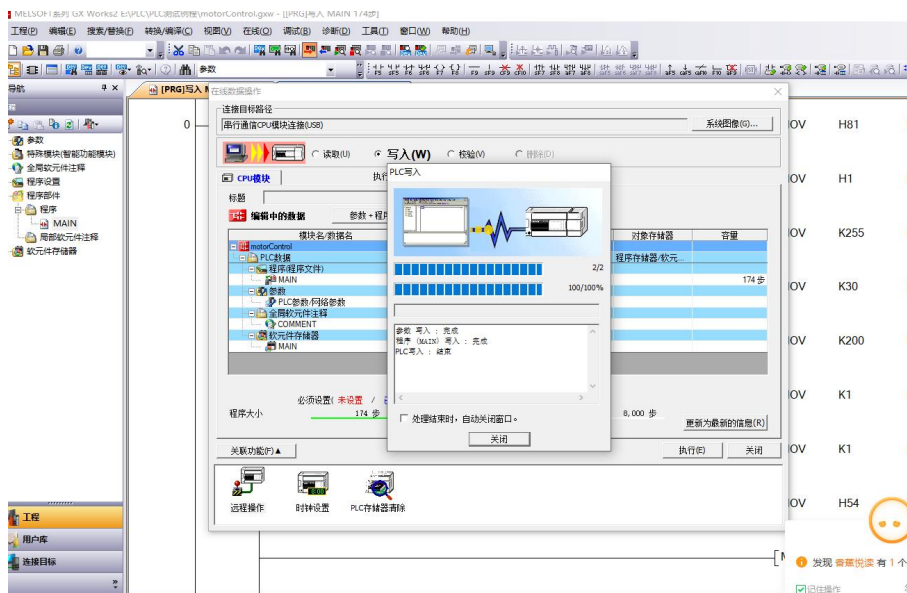 MELSOFT系列 GX Works2 E:\PLC\PLC测试例程\motorControl.gxw - [[PRG]写入 MAIN 174步]
工程(P) 编辑(E) 搜索/替换(F) 转换/编译(C) 视图(V) 在线(O) 调试(B) 诊断(D) 工具(T) 窗口(W) 帮助(H)
参数
导航
[PRG]写入
参数
特殊模块(智能功能模块)
全局软元件注释
程序设置
程序部件
程序
MAIN
局部软元件注释
软元件存储器
工程
用户库
连接目标
0
在线数据操作
连接目标路径
串行通信CPU模块连接(USB)
系统图像(G)...
读取(U) 写入(W) 校验(V) 删除(D)
CPU模块
标题
编辑中的数据
模块名/数据名 对象存储器 容量
motorControl
PLC数据 程序存储器/软元...
程序(程序文件)
MAIN 174 步
参数
PLC参数/网络参数
全局软元件注释
COMMENT
软元件存储器
MAIN
必须设置( 未设置 /
程序大小 174 步 8,000 步
更新为最新的信息(R)
关联功能(F)▲ 执行(E) 关闭
远程操作 时钟设置 PLC存储器清除
PLC写入
2/2
100/100%
参数 写入 : 完成
程序 (MAIN) 写入 : 完成
PLC写入 : 结束
处理结束时，自动关闭窗口。
关闭
OV H81
OV H1
OV K255
OV K30
OV K200
OV K1
OV K1
OV H54
发现 香蕉悦读 有 1 个
记住操作